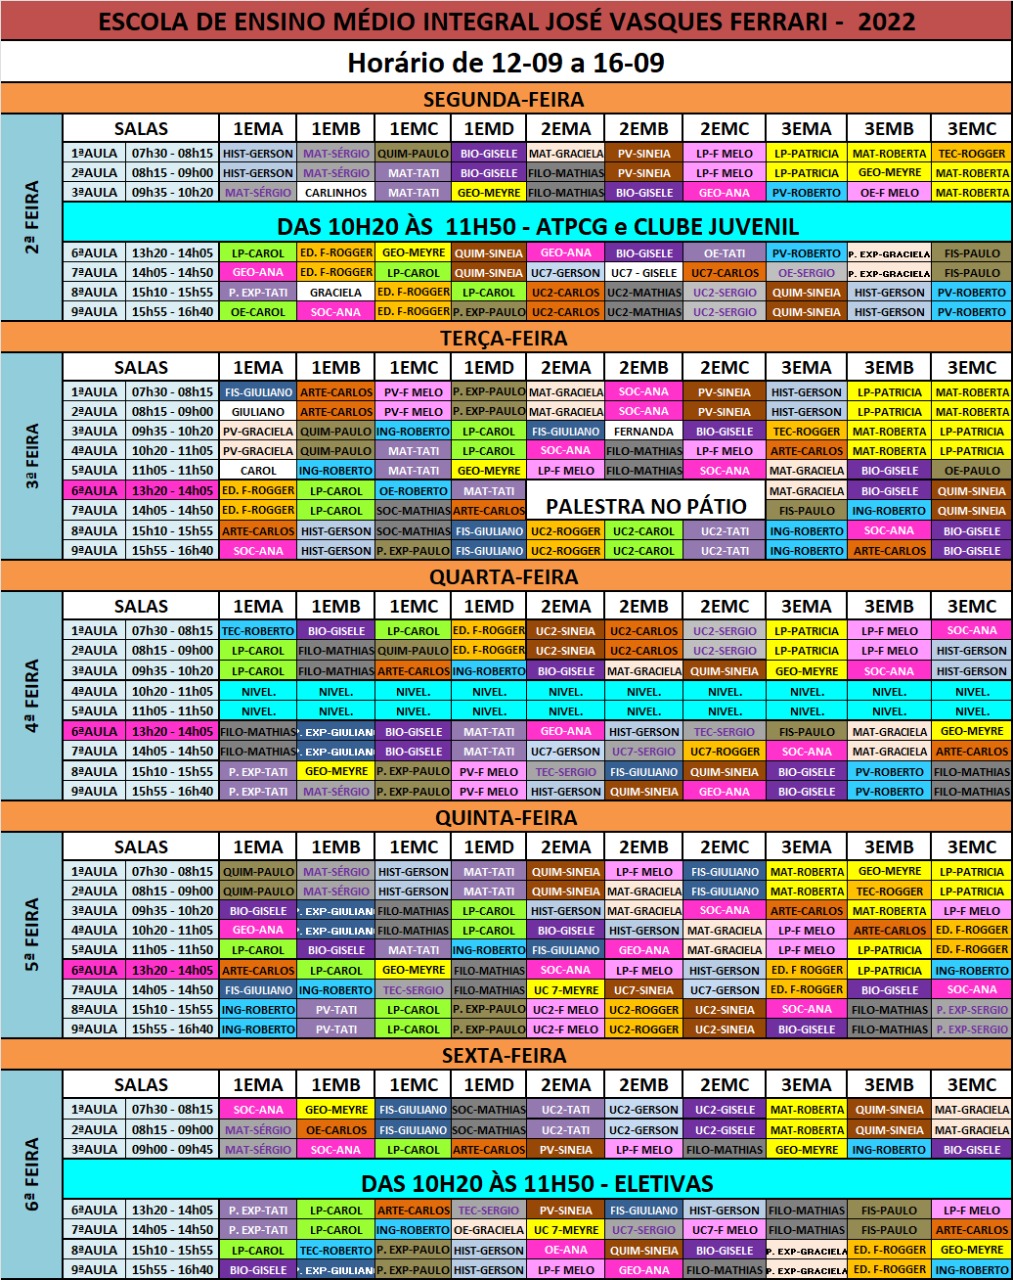 ESCOLA DE ENSINO MÉDIO INTEGRAL JOSÉ VASQUES FERRARI - 2022
Horário de 12-09 a 16-09
SEGUNDA-FEIRA
2ª FEIRA
SALAS 1EMA 1EMB 1EMC 1EMD 2EMA 2EMB 2EMC 3EMA 3EMB 3EMC
1ªAULA 07h30 - 08h15 HIST-GERSON MAT-SÉRGIO QUIM-PAULO BIO-GISELE MAT-GRACIELA PV-SINEIA LP-F MELO LP-PATRICIA MAT-ROBERTA TEC-ROGGER
2ªAULA 08h15 - 09h00 HIST-GERSON MAT-SÉRGIO MAT-TATI BIO-GISELE FILO-MATHIAS PV-SINEIA LP-F MELO LP-PATRICIA GEO-MEYRE MAT-ROBERTA
3ªAULA 09h35 - 10h20 MAT-SÉRGIO CARLINHOS MAT-TATI GEO-MEYRE FILO-MATHIAS BIO-GISELE GEO-ANA PV-ROBERTO OE-F MELO MAT-ROBERTA
DAS 10H20 ÀS 11H50 - ATPCG e CLUBE JUVENIL
6ªAULA 13h20 - 14h05 LP-CAROL ED. F-ROGGER GEO-MEYRE QUIM-SINEIA GEO-ANA BIO-GISELE OE-TATI PV-ROBERTO P. EXP-GRACIELA FIS-PAULO
7ªAULA 14h05 - 14h50 GEO-ANA ED. F-ROGGER LP-CAROL QUIM-SINEIA UC7-GERSON UC7 - GISELE UC7-CARLOS OE-SERGIO P. EXP-GRACIELA FIS-PAULO
8ªAULA 15h10 - 15h55 P. EXP-TATI GRACIELA ED. F-ROGGER LP-CAROL UC2-CARLOS UC2-MATHIAS UC2-SERGIO QUIM-SINEIA HIST-GERSON PV-ROBERTO
9ªAULA 15h55 - 16h40 OE-CAROL SOC-ANA ED. F-ROGGER P. EXP-PAULO UC2-CARLOS UC2-MATHIAS UC2-SERGIO QUIM-SINEIA HIST-GERSON PV-ROBERTO
TERÇA-FEIRA
3ª FEIRA
SALAS 1EMA 1EMB 1EMC 1EMD 2EMA 2EMB 2EMC 3EMA 3EMB 3EMC
1ªAULA 07h30 - 08h15 FIS-GIULIANO ARTE-CARLOS PV-F MELO P. EXP-PAULO MAT-GRACIELA SOC-ANA PV-SINEIA HIST-GERSON LP-PATRICIA MAT-ROBERTA
2ªAULA 08h15 - 09h00 GIULIANO ARTE-CARLOS PV-F MELO P. EXP-PAULO MAT-GRACIELA SOC-ANA PV-SINEIA HIST-GERSON LP-PATRICIA MAT-ROBERTA
3ªAULA 09h35 - 10h20 PV-GRACIELA QUIM-PAULO ING-ROBERTO LP-CAROL FIS-GIULIANO FERNANDA BIO-GISELE TEC-ROGGER MAT-ROBERTA LP-PATRICIA
4ªAULA 10h20 - 11h05 PV-GRACIELA QUIM-PAULO MAT-TATI LP-CAROL SOC-ANA FILO-MATHIAS LP-F MELO ARTE-CARLOS MAT-ROBERTA LP-PATRICIA
5ªAULA 11h05 - 11h50 CAROL ING-ROBERTO MAT-TATI GEO-MEYRE LP-F MELO FILO-MATHIAS SOC-ANA MAT-GRACIELA BIO-GISELE OE-PAULO
6ªAULA 13h20 - 14h05 ED. F-ROGGER LP-CAROL OE-ROBERTO MAT-TATI PALESTRA NO PÁTIO MAT-GRACIELA BIO-GISELE QUIM-SINEIA
7ªAULA 14h05 - 14h50 ED. F-ROGGER LP-CAROL SOC-MATHIAS ARTE-CARLOS FIS-PAULO ING-ROBERTO QUIM-SINEIA
8ªAULA 15h10 - 15h55 ARTE-CARLOS HIST-GERSON SOC-MATHIAS FIS-GIULIANO UC2-ROGGER UC2-CAROL UC2-TATI ING-ROBERTO SOC-ANA BIO-GISELE
9ªAULA 15h55 - 16h40 SOC-ANA HIST-GERSON P. EXP-PAULO FIS-GIULIANO UC2-ROGGER UC2-CAROL UC2-TATI ING-ROBERTO ARTE-CARLOS BIO-GISELE
QUARTA-FEIRA
4ª FEIRA
SALAS 1EMA 1EMB 1EMC 1EMD 2EMA 2EMB 2EMC 3EMA 3EMB 3EMC
1ªAULA 07h30 - 08h15 TEC-ROBERTO BIO-GISELE LP-CAROL ED. F-ROGGER UC2-SINEIA UC2-CARLOS UC2-SERGIO LP-PATRICIA LP-F MELO SOC-ANA
2ªAULA 08h15 - 09h00 LP-CAROL FILO-MATHIAS QUIM-PAULO ED. F-ROGGER UC2-SINEIA UC2-CARLOS UC2-SERGIO LP-PATRICIA LP-F MELO HIST-GERSON
3ªAULA 09h35 - 10h20 LP-CAROL FILO-MATHIAS ARTE-CARLOS ING-ROBERTO BIO-GISELE MAT-GRACIELA QUIM-SINEIA GEO-MEYRE SOC-ANA HIST-GERSON
4ªAULA 10h20 - 11h05 NIVEL. NIVEL. NIVEL. NIVEL. NIVEL. NIVEL. NIVEL. NIVEL. NIVEL. NIVEL.
5ªAULA 11h05 - 11h50 NIVEL. NIVEL. NIVEL. NIVEL. NIVEL. NIVEL. NIVEL. NIVEL. NIVEL. NIVEL.
6ªAULA 13h20 - 14h05 FILO-MATHIAS P. EXP-GIULIANO BIO-GISELE MAT-TATI GEO-ANA HIST-GERSON TEC-SERGIO FIS-PAULO MAT-GRACIELA GEO-MEYRE
7ªAULA 14h05 - 14h50 FILO-MATHIAS P. EXP-GIULIANO BIO-GISELE MAT-TATI UC7-GERSON UC7-SERGIO UC7-ROGGER SOC-ANA MAT-GRACIELA ARTE-CARLOS
8ªAULA 15h10 - 15h55 P. EXP-TATI GEO-MEYRE P. EXP-PAULO PV-F MELO TEC-SERGIO FIS-GIULIANO QUIM-SINEIA BIO-GISELE PV-ROBERTO FILO-MATHIAS
9ªAULA 15h55 - 16h40 P. EXP-TATI MAT-SÉRGIO P. EXP-PAULO PV-F MELO HIST-GERSON QUIM-SINEIA GEO-ANA BIO-GISELE PV-ROBERTO FILO-MATHIAS
QUINTA-FEIRA
5ª FEIRA
SALAS 1EMA 1EMB 1EMC 1EMD 2EMA 2EMB 2EMC 3EMA 3EMB 3EMC
1ªAULA 07h30 - 08h15 QUIM-PAULO MAT-SÉRGIO HIST-GERSON MAT-TATI QUIM-SINEIA LP-F MELO FIS-GIULIANO MAT-ROBERTA GEO-MEYRE LP-PATRICIA
2ªAULA 08h15 - 09h00 QUIM-PAULO MAT-SÉRGIO HIST-GERSON MAT-TATI QUIM-SINEIA MAT-GRACIELA FIS-GIULIANO MAT-ROBERTA TEC-ROGGER LP-PATRICIA
3ªAULA 09h35 - 10h20 BIO-GISELE P. EXP-GIULIANO FILO-MATHIAS LP-CAROL HIST-GERSON MAT-GRACIELA SOC-ANA ARTE-CARLOS MAT-ROBERTA LP-F MELO
4ªAULA 10h20 - 11h05 GEO-ANA P. EXP-GIULIANO FILO-MATHIAS LP-CAROL BIO-GISELE HIST-GERSON MAT-GRACIELA LP-F MELO ARTE-CARLOS ED. F-ROGGER
5ªAULA 11h05 - 11h50 LP-CAROL BIO-GISELE MAT-TATI ING-ROBERTO FIS-GIULIANO GEO-ANA MAT-GRACIELA LP-F MELO LP-PATRICIA ED. F-ROGGER
6ªAULA 13h20 - 14h05 ARTE-CARLOS LP-CAROL GEO-MEYRE FILO-MATHIAS SOC-ANA LP-F MELO HIST-GERSON ED. F ROGGER LP-PATRICIA ING-ROBERTO
7ªAULA 14h05 - 14h50 FIS-GIULIANO ING-ROBERTO TEC-SERGIO FILO-MATHIAS UC 7-MEYRE UC7-SINEIA UC7-GERSON ED. F-ROGGER BIO-GISELE SOC-ANA
8ªAULA 15h10 - 15h55 ING-ROBERTO PV-TATI LP-CAROL P. EXP-PAULO UC2-F MELO UC2-ROGGER UC2-SINEIA SOC-ANA FILO-MATHIAS P. EXP-SERGIO
9ªAULA 15h55 - 16h40 ING-ROBERTO PV-TATI LP-CAROL P. EXP-PAULO UC2-F MELO UC2-ROGGER UC2-SINEIA BIO-GISELE FILO-MATHIAS P. EXP-SERGIO
SEXTA-FEIRA
6ª FEIRA
SALAS 1EMA 1EMB 1EMC 1EMD 2EMA 2EMB 2EMC 3EMA 3EMB 3EMC
1ªAULA 07h30 - 08h15 SOC-ANA GEO-MEYRE FIS-GIULIANO SOC-MATHIAS UC2-TATI UC2-GERSON UC2-GISELE MAT-ROBERTA QUIM-SINEIA MAT-GRACIELA
2ªAULA 08h15 - 09h00 MAT-SÉRGIO OE-CARLOS FIS-GIULIANO SOC-MATHIAS UC2-TATI UC2-GERSON UC2-GISELE MAT-ROBERTA QUIM-SINEIA MAT-GRACIELA
3ªAULA 09h00 - 09h45 MAT-SÉRGIO SOC-ANA LP-CAROL ARTE-CARLOS PV-SINEIA LP-F MELO FILO-MATHIAS GEO-MEYRE ING-ROBERTO BIO-GISELE
DAS 10H20 ÀS 11H50 - ELETIVAS
6ªAULA 13h20 - 14h05 P. EXP-TATI LP-CAROL ARTE-CARLOS TEC-SERGIO PV-SINEIA FIS-GIULIANO HIST-GERSON FILO-MATHIAS FIS-PAULO LP-F MELO
7ªAULA 14h05 - 14h50 P. EXP-TATI LP-CAROL ING-ROBERTO OE-GRACIELA UC 7-MEYRE UC7-SERGIO UC7-F MELO FILO-MATHIAS FIS-PAULO ARTE-CARLOS
8ªAULA 15h10 - 15h55 LP-CAROL TEC-ROBERTO P. EXP-PAULO HIST-GERSON OE-ANA QUIM-SINEIA BIO-GISELE P. EXP-GRACIELA ED. F-ROGGER GEO-MEYRE
9ªAULA 15h55 - 16h40 BIO-GISELE P. EXP-GIULIANO P. EXP-PAULO HIST-GERSON LP-F MELO GEO-ANA FILO-MATHIAS P. EXP-GRACIELA ED. F-ROGGER ING-ROBERTO